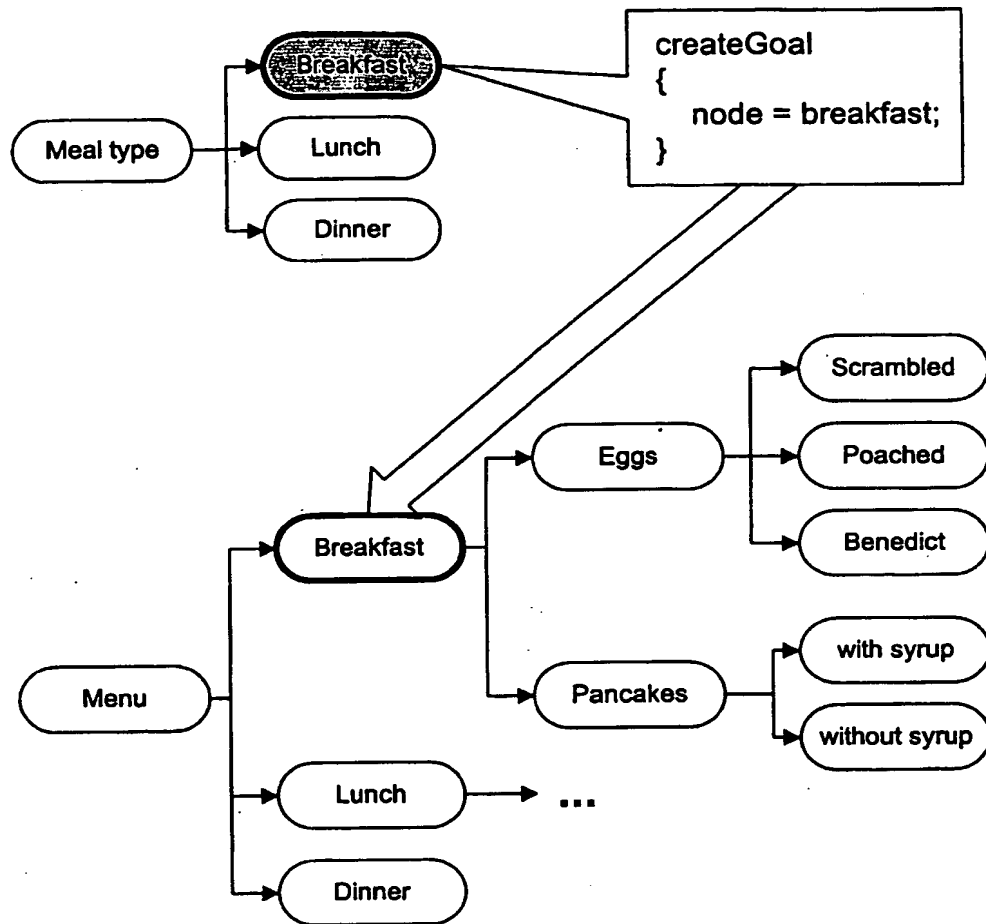 Breakfast
Meal type
Lunch
Dinner
createGoal
{
node = breakfast;
}
Scrambled
Eggs
Poached
Benedict
Breakfast
with syrup
Menu
Pancakes
without syrup
Lunch
...
Dinner